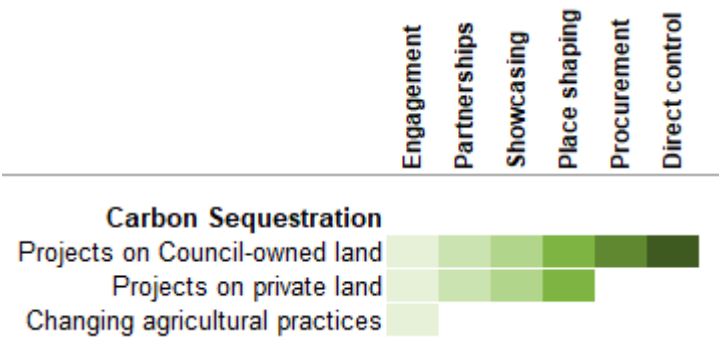 Engagement
Partnerships
Showcasing
Place shaping
Procurement
Direct control
Carbon Sequestration
Projects on Council-owned land
Projects on private land
Changing agricultural practices